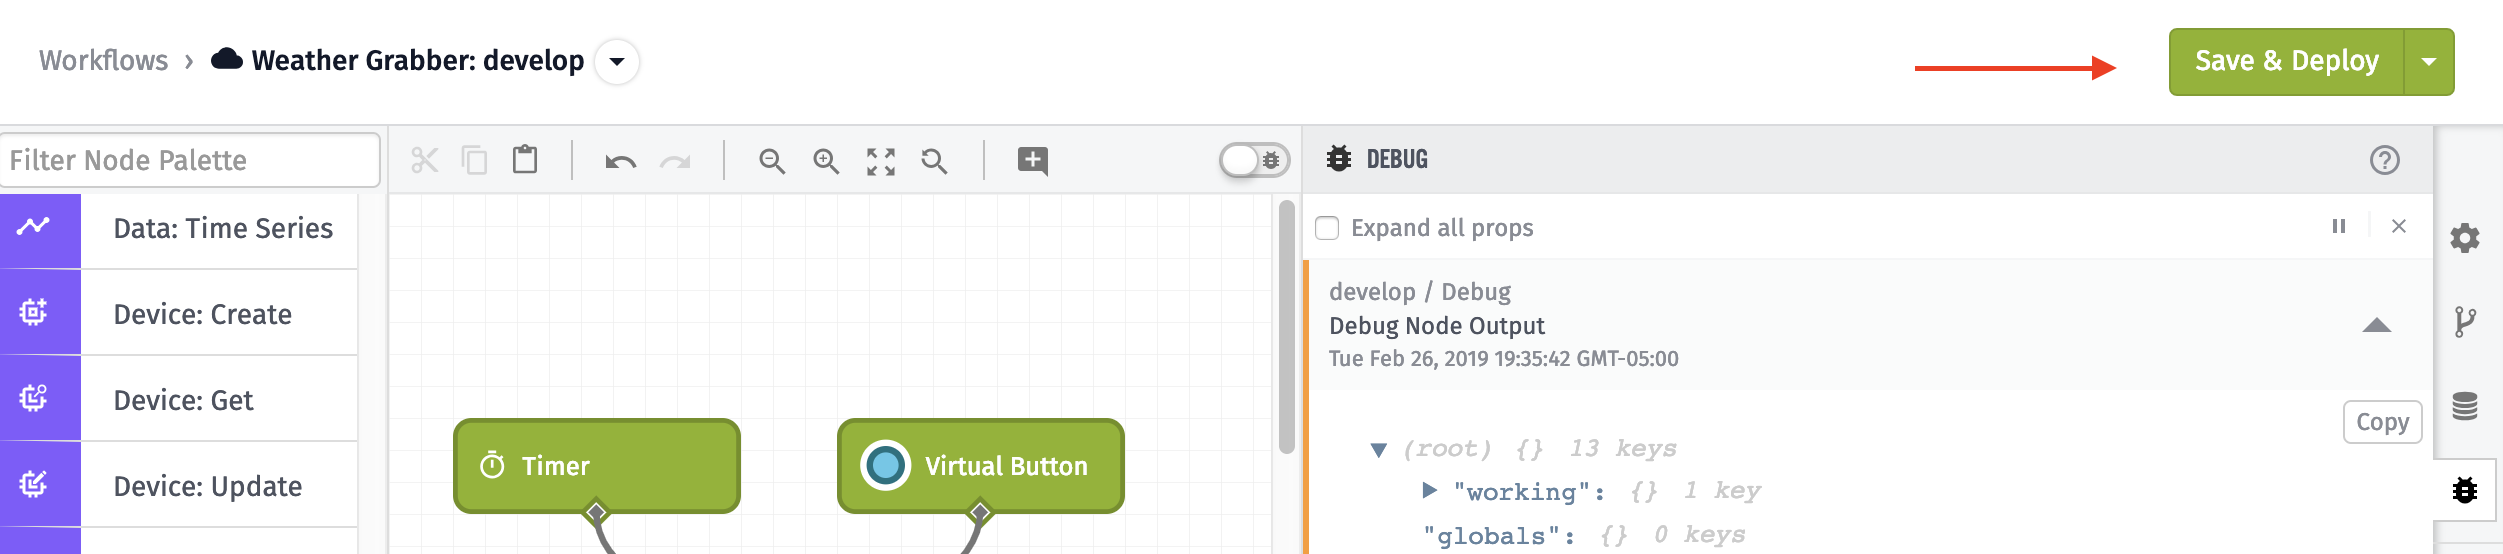 Workflows › Weather Grabber: develop
Save & Deploy
Filter Node Palette
Data: Time Series
Device: Create
Device: Get
Device: Update
Timer
Virtual Button
DEBUG
Expand all props
develop / Debug
Debug Node Output
Tue Feb 26, 2019 19:35:42 GMT-05:00
Copy
(root) {} 13 keys
"working": {} 1 key
"globals": {} 0 keys